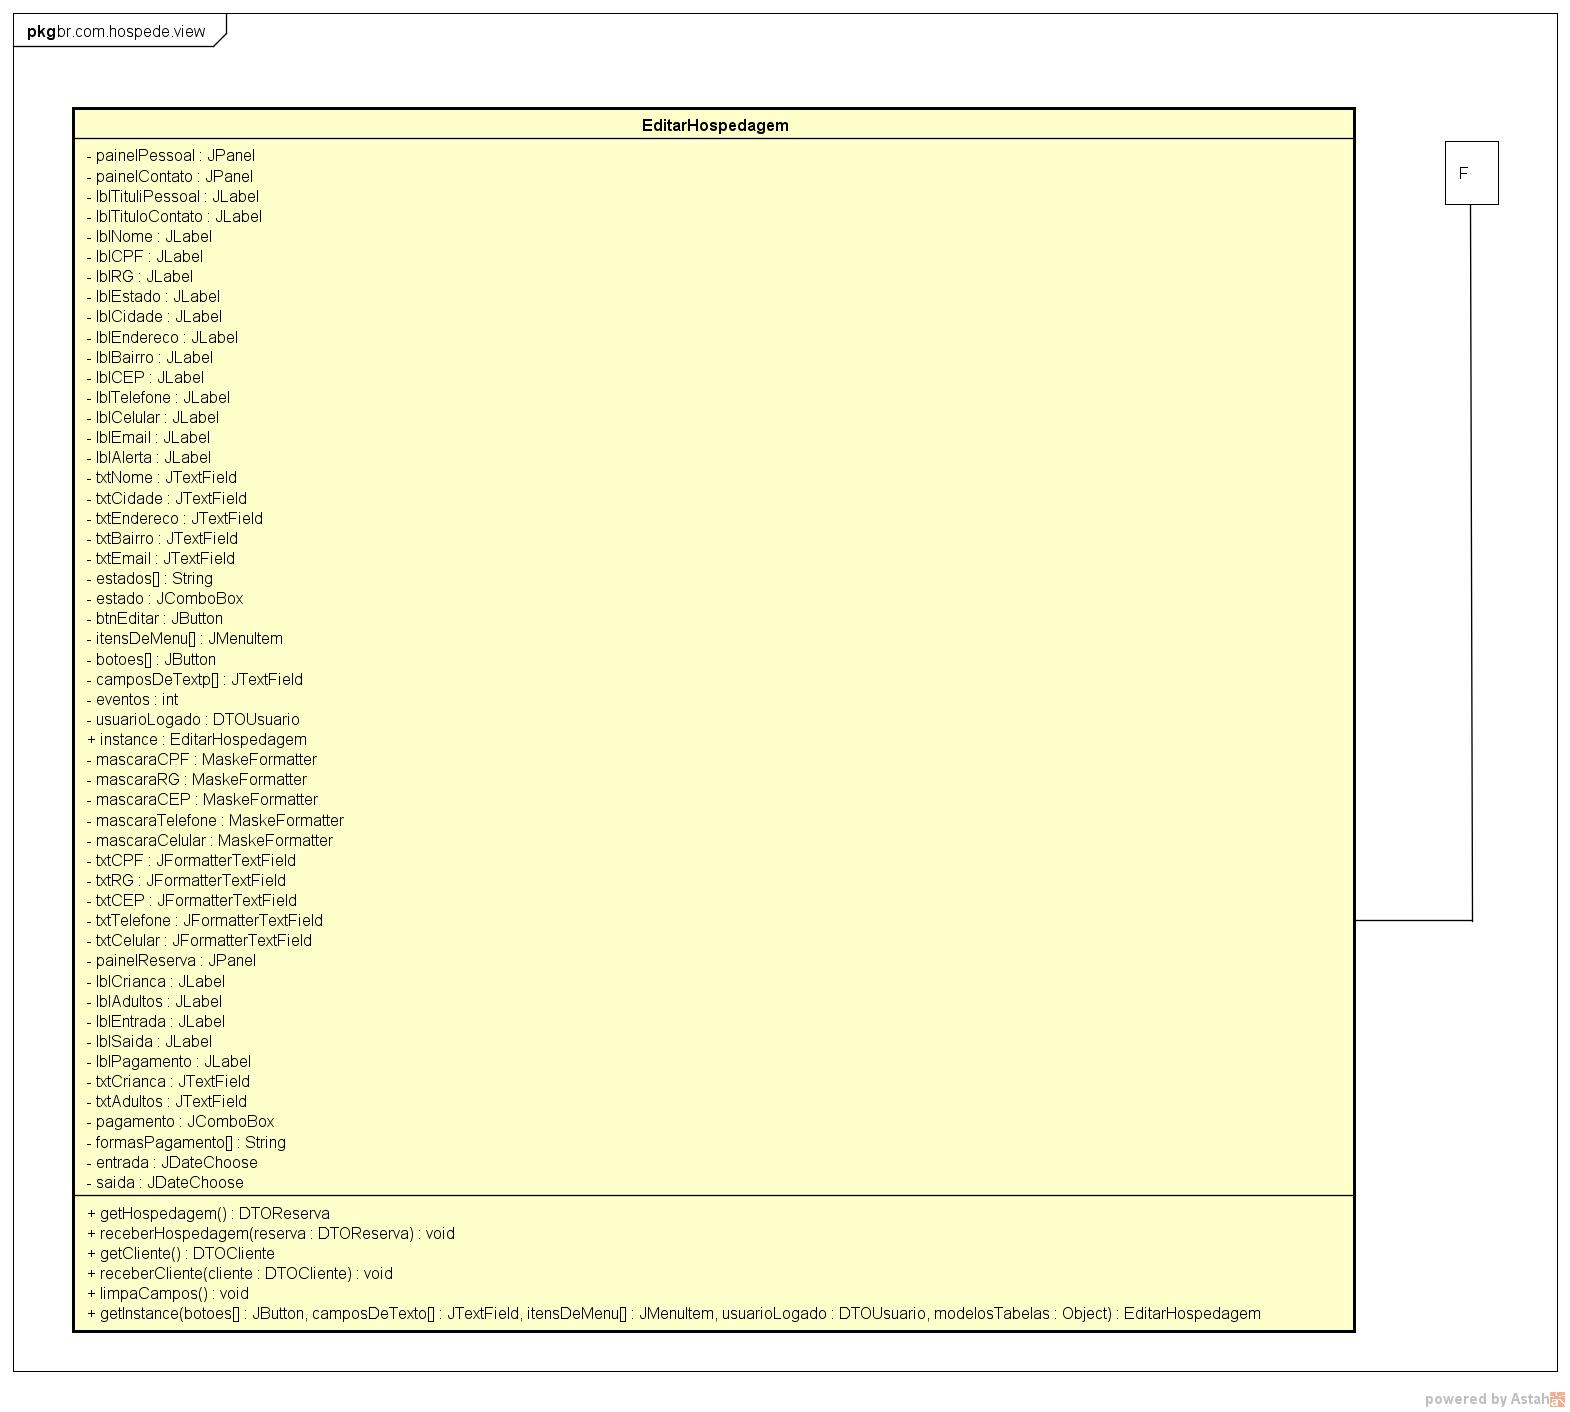 pkg br.com.hospede.view
EditarHospedagem
- painelPessoal : JPanel
- painelContato : JPanel
- lblTituliPessoal : JLabel
- lblTituloContato : JLabel
- lblNome : JLabel
- lblCPF : JLabel
- lblRG : JLabel
- lblEstado : JLabel
- lblCidade : JLabel
- lblEndereco : JLabel
- lblBairro : JLabel
- lblCEP : JLabel
- lblTelefone : JLabel
- lblCelular : JLabel
- lblEmail : JLabel
- lblAlerta : JLabel
- txtNome : JTextField
- txtCidade : JTextField
- txtEndereco : JTextField
- txtBairro : JTextField
- txtEmail : JTextField
- estados[] : String
- estado : JComboBox
- btnEditar : JButton
- itensDeMenu[] : JMenuItem
- botoes[] : JButton
- camposDeTextp[] : JTextField
- eventos : int
- usuarioLogado : DTOUsuario
+ instance : EditarHospedagem
- mascaraCPF : MaskeFormatter
- mascaraRG : MaskeFormatter
- mascaraCEP : MaskeFormatter
- mascaraTelefone : MaskeFormatter
- mascaraCelular : MaskeFormatter
- txtCPF : JFormatterTextField
- txtRG : JFormatterTextField
- txtCEP : JFormatterTextField
- txtTelefone : JFormatterTextField
- txtCelular : JFormatterTextField
- painelReserva : JPanel
- lblCrianca : JLabel
- lblAdultos : JLabel
- lblEntrada : JLabel
- lblSaida : JLabel
- lblPagamento : JLabel
- txtCrianca : JTextField
- txtAdultos : JTextField
- pagamento : JComboBox
- formasPagamento[] : String
- entrada : JDateChoose
- saida : JDateChoose
+ getHospedagem() : DTOReserva
+ receberHospedagem(reserva : DTOReserva) : void
+ getCliente() : DTOCliente
+ receberCliente(cliente : DTOCliente) : void
+ limpaCampos() : void
+ getInstance(botoes[] : JButton, camposDeTexto[] : JTextField, itensDeMenu[] : JMenuItem, usuarioLogado : DTOUsuario, modelosTabelas : Object) : EditarHospedagem
F
powered by Astah